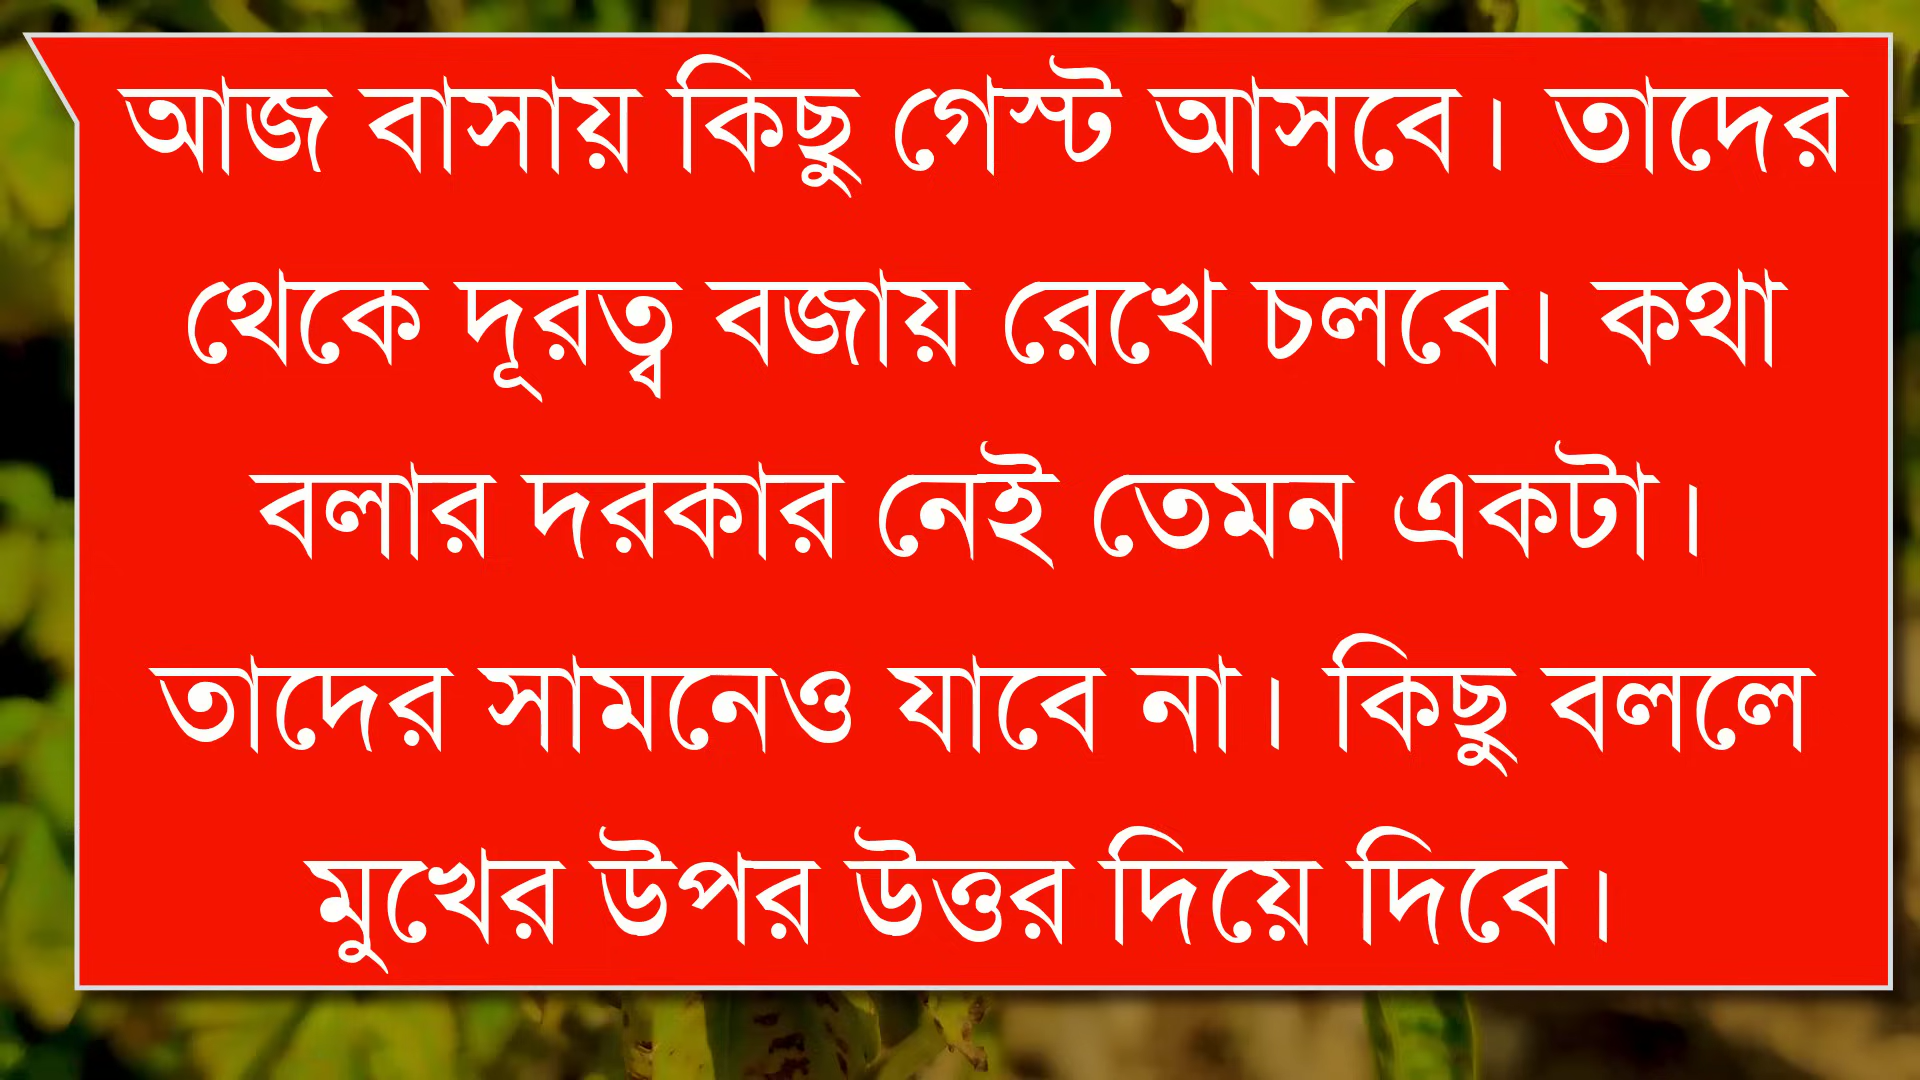 আজ বাসায় কিছু গেস্ট আসবে। তাদের
থেকে দূরত্ব বজায় রেখে চলবে। কথা
বলার দরকার নেই তেমন একটা।
তাদের সামনেও যাবে না। কিছু বললে
মুখের উপর উত্তর দিয়ে দিবে।